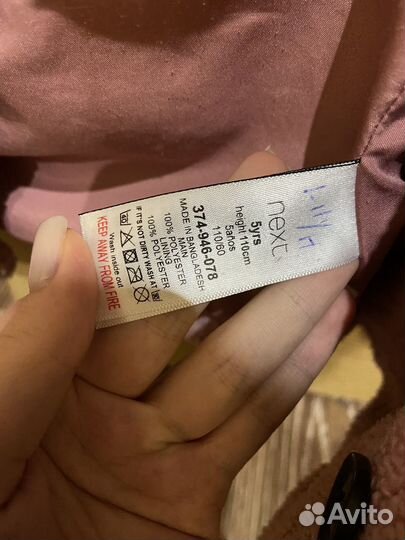 next
5yrs
height 110cm
5años
110/60
374-946-078
MADE IN BANGLADESH
MAIN
100% POLYESTER
LINING
100% POLYESTER
IF IT'S NOT DIRTY WASH AT
Wash inside out
KEEP AWAY FROM FIRE
Avito